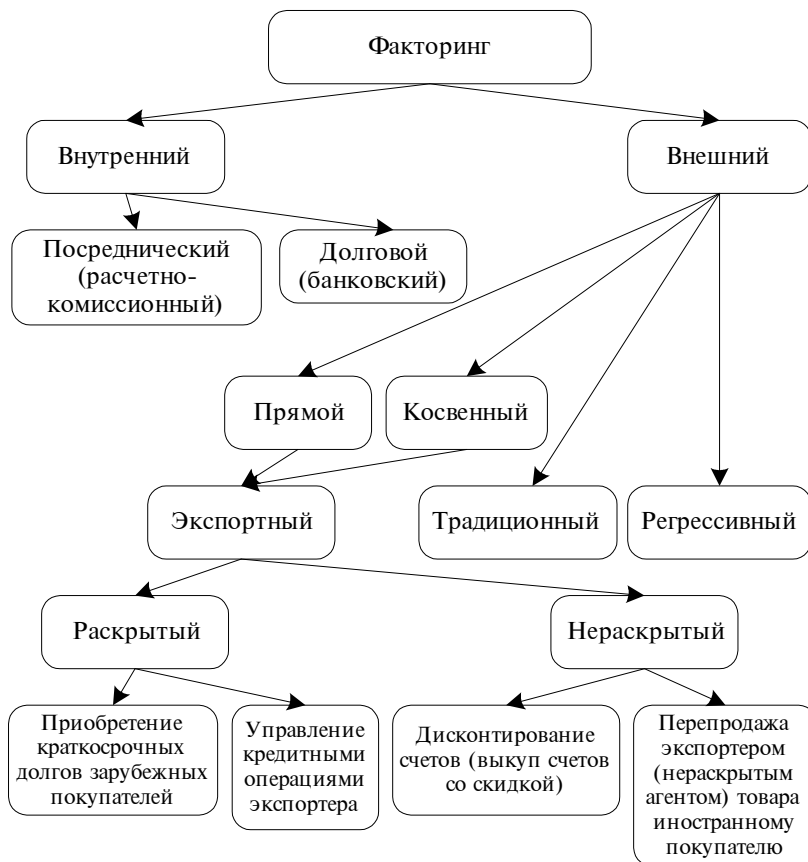 Факторинг
Внутренний
Внешний
Посреднический
(расчетно-
комиссионный)
Долговой
(банковский)
Прямой
Косвенный
Экспортный
Традиционный
Регрессивный
Раскрытый
Нераскрытый
Приобретение
краткосрочных
долгов зарубежных
покупателей
Управление
кредитными
операциями
экспортера
Дисконтирование
счетов (выкуп счетов
со скидкой)
Перепродажа
экспортером
(нераскрытым
агентом) товара
иностранному
покупателю